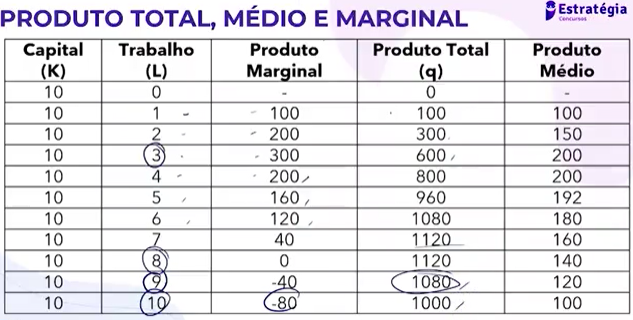 PRODUTO TOTAL, MÉDIO E MARGINAL
Estratégia
Concursos
Capital (K) Trabalho (L) Produto Marginal Produto Total (q) Produto Médio
10 0 - 0 -
10 1 100 100 100
10 2 200 300 150
10 3 300 600 200
10 4 200 800 200
10 5 160 960 192
10 6 120 1080 180
10 7 40 1120 160
10 8 0 1120 140
10 9 -40 1080 120
10 10 -80 1000 100